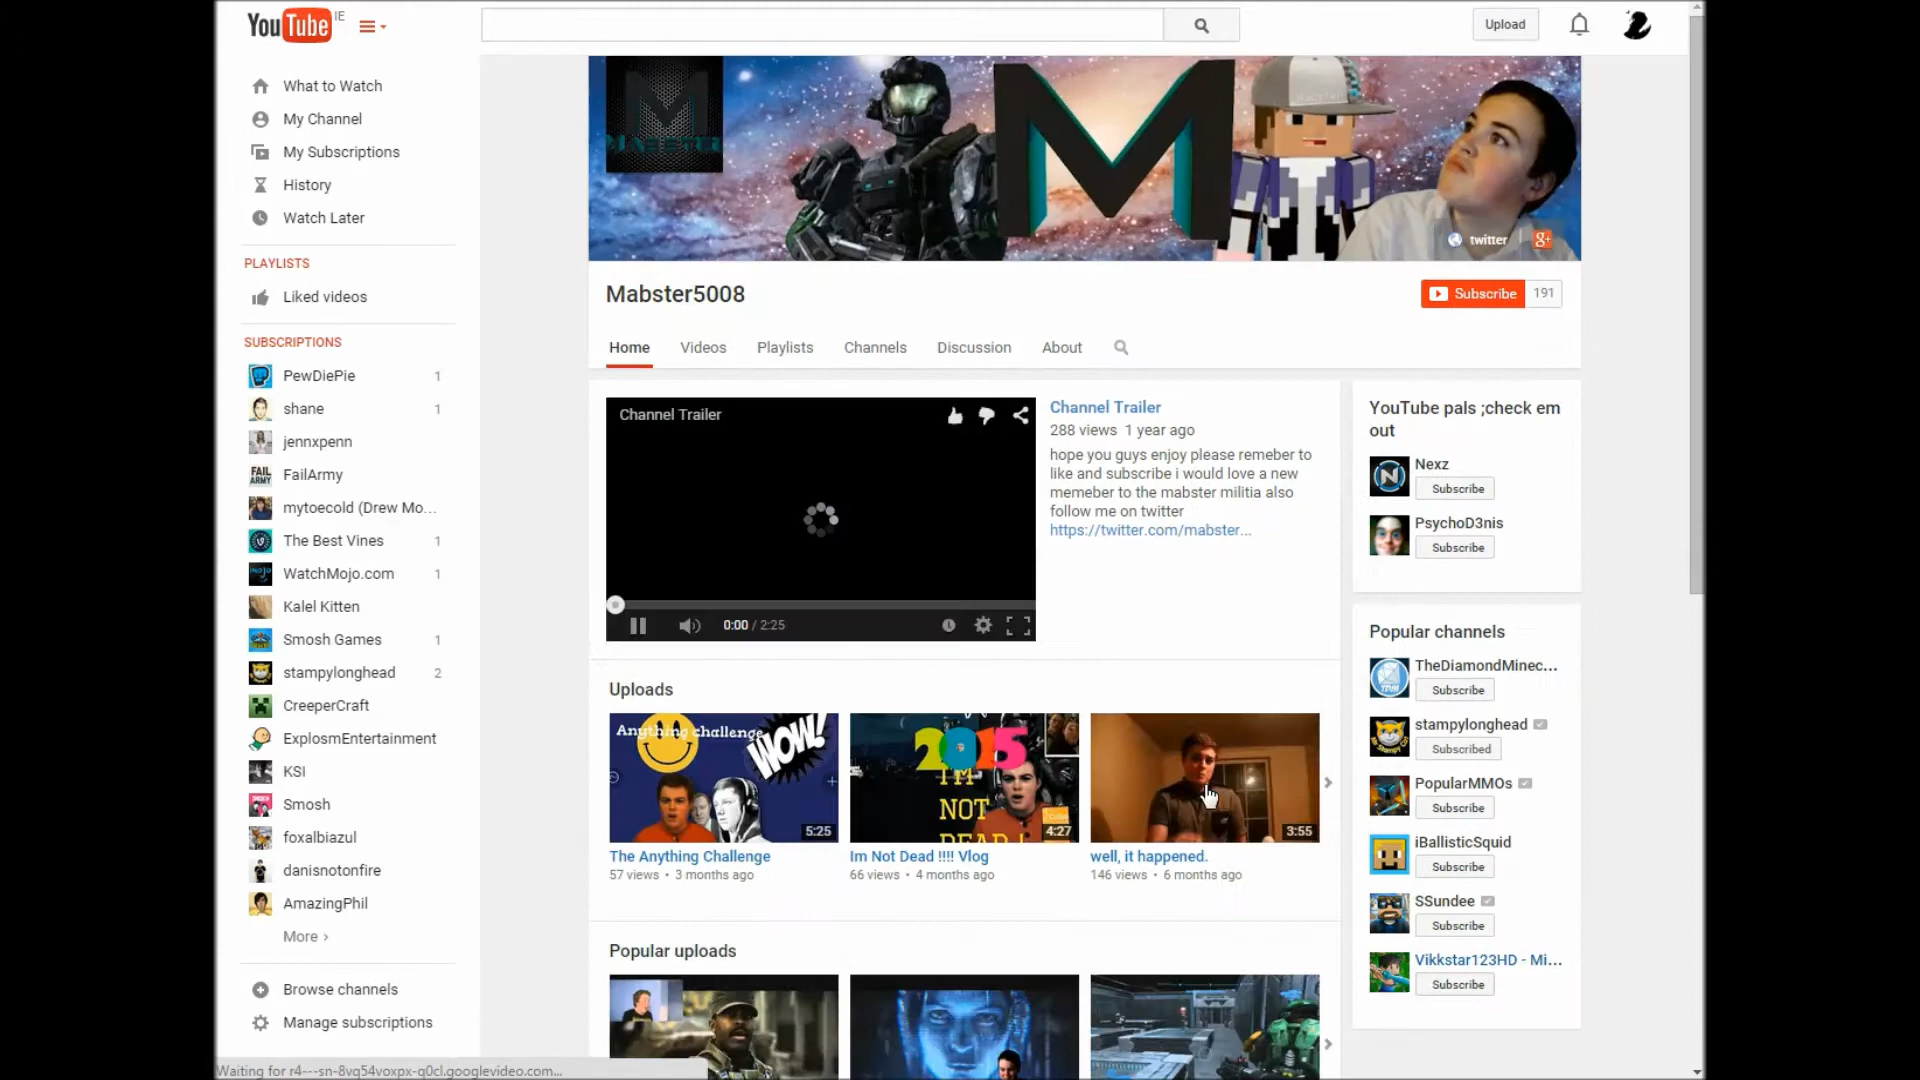 YouTube IE
Upload
What to Watch
My Channel
My Subscriptions
History
Watch Later
PLAYLISTS
Liked videos
SUBSCRIPTIONS
PewDiePie 1
shane 1
jennxpenn
FAIL ARMY
FailArmy
mytoecold (Drew Mo...
The Best Vines 1
mojo
WatchMojo.com 1
Kalel Kitten
Smosh Games 1
stampylonghead 2
CreeperCraft
ExplosmEntertainment
KSI
Smosh
foxalbiazul
danisnotonfire
AmazingPhil
More ›
Browse channels
Manage subscriptions
M
MABSTER
M
twitter
g+
Mabster5008
Subscribe 191
Home Videos Playlists Channels Discussion About
Channel Trailer
0:00 / 2:25
Channel Trailer
288 views 1 year ago
hope you guys enjoy please remeber to
like and subscribe i would love a new
memeber to the mabster militia also
follow me on twitter
https://twitter.com/mabster...
Uploads
Anything challenge
WOW!
5:25
The Anything Challenge
57 views • 3 months ago
2015
I'M
NOT
DEAD !
4:27
Im Not Dead !!!! Vlog
66 views • 4 months ago
3:55
well, it happened.
146 views • 6 months ago
Popular uploads
YouTube pals ;check em
out
N
Nexz
Subscribe
PsychoD3nis
Subscribe
Popular channels
TheDiamondMinec...
Subscribe
stampylonghead
Subscribed
PopularMMOs
Subscribe
iBallisticSquid
Subscribe
SSundee
Subscribe
Vikkstar123HD - Mi...
Subscribe
Waiting for r4---sn-8vq54voxpx-q0cl.googlevideo.com...